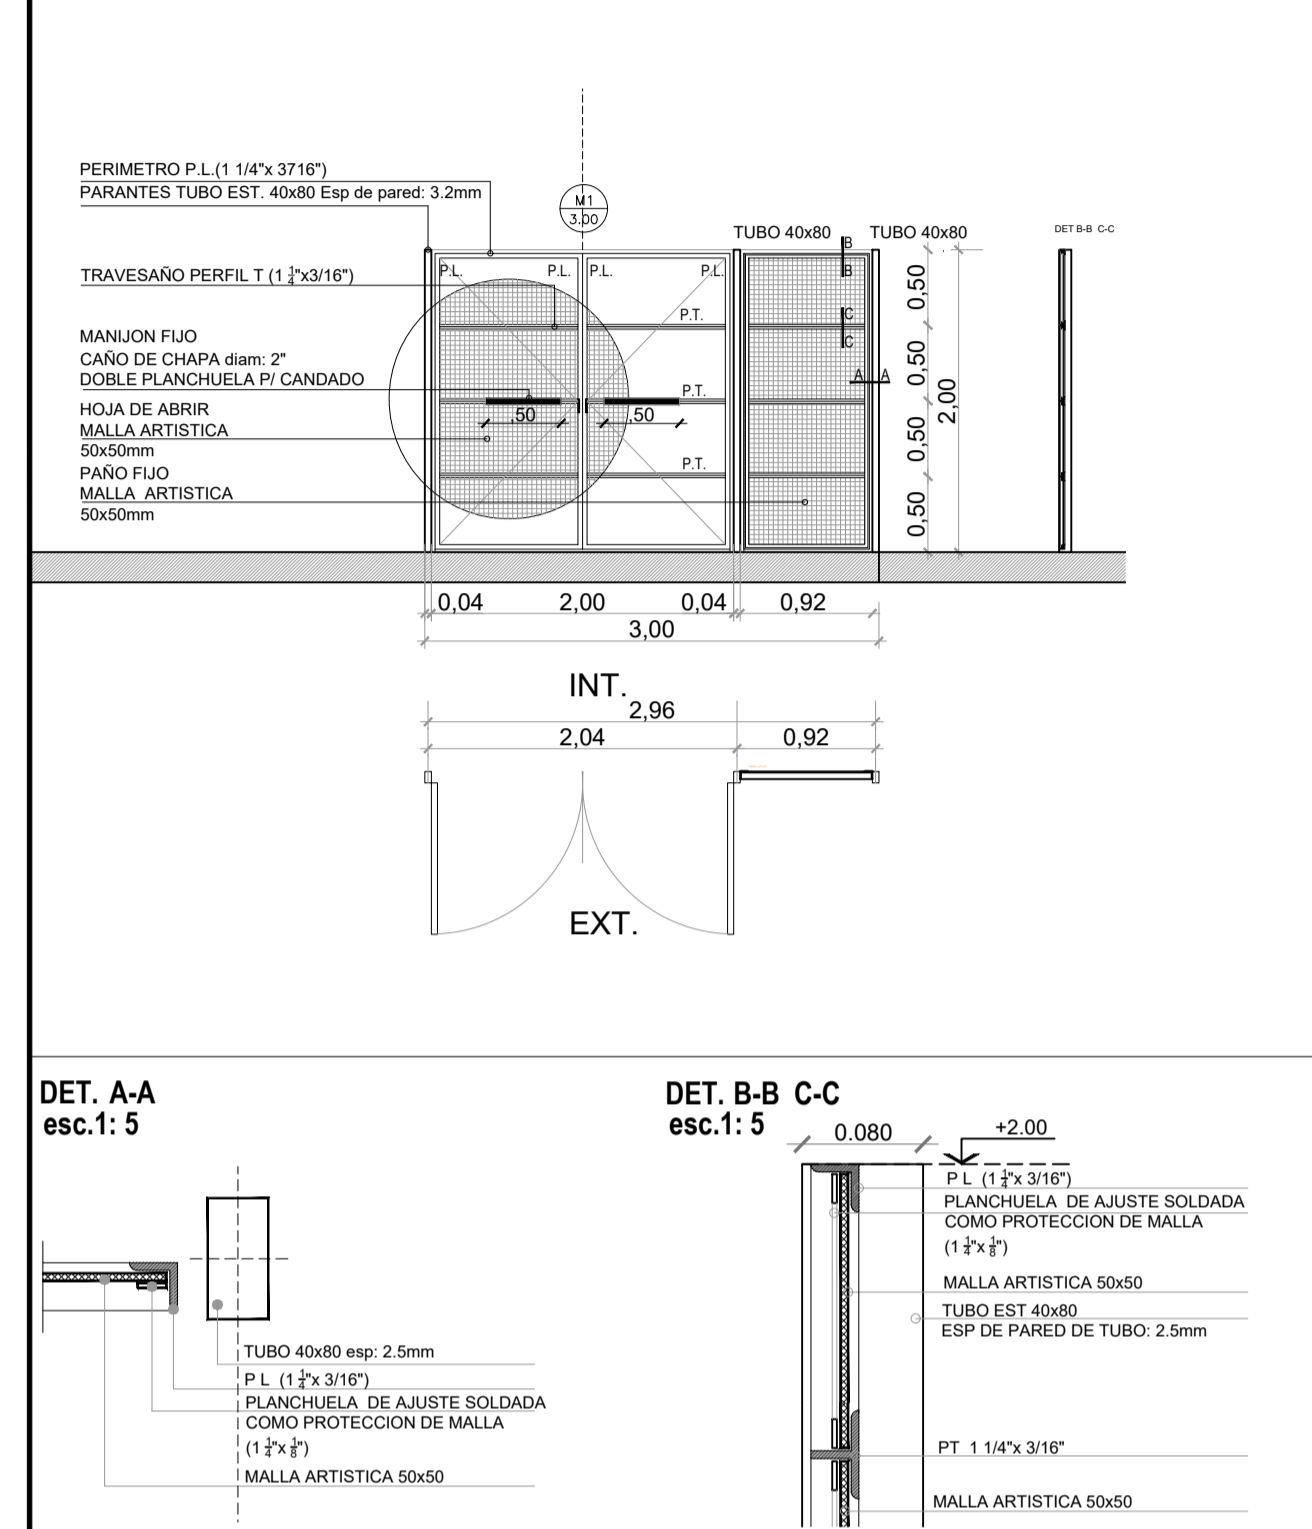 PERIMETRO P.L.(1 1/4"x 3716")
PARANTES TUBO EST. 40x80 Esp de pared: 3.2mm
M1
3.00
TUBO 40x80
TUBO 40x80
DET B-B C-C
B
B
TRAVESAÑO PERFIL T (1 1/4"x3/16")
P.L.
P.L.
P.L.
P.L.
0,50
P.T.
C
C
MANIJON FIJO
CAÑO DE CHAPA diam: 2"
DOBLE PLANCHUELA P/ CANDADO
P.T.
A
A
0,50
2,00
HOJA DE ABRIR
MALLA ARTISTICA
50x50mm
,50
,50
0,50
PAÑO FIJO
MALLA ARTISTICA
50x50mm
P.T.
0,50
0,04
2,00
0,04
0,92
3,00
INT.
2,96
2,04
0,92
EXT.
DET. A-A
esc.1: 5
TUBO 40x80 esp: 2.5mm
P L (1 1/4"x 3/16")
PLANCHUELA DE AJUSTE SOLDADA
COMO PROTECCION DE MALLA
(1 1/4"x 1/8")
MALLA ARTISTICA 50x50
DET. B-B C-C
esc.1: 5
0.080
+2.00
P L (1 1/4"x 3/16")
PLANCHUELA DE AJUSTE SOLDADA
COMO PROTECCION DE MALLA
(1 1/4"x 1/8")
MALLA ARTISTICA 50x50
TUBO EST 40x80
ESP DE PARED DE TUBO: 2.5mm
PT 1 1/4"x 3/16"
MALLA ARTISTICA 50x50